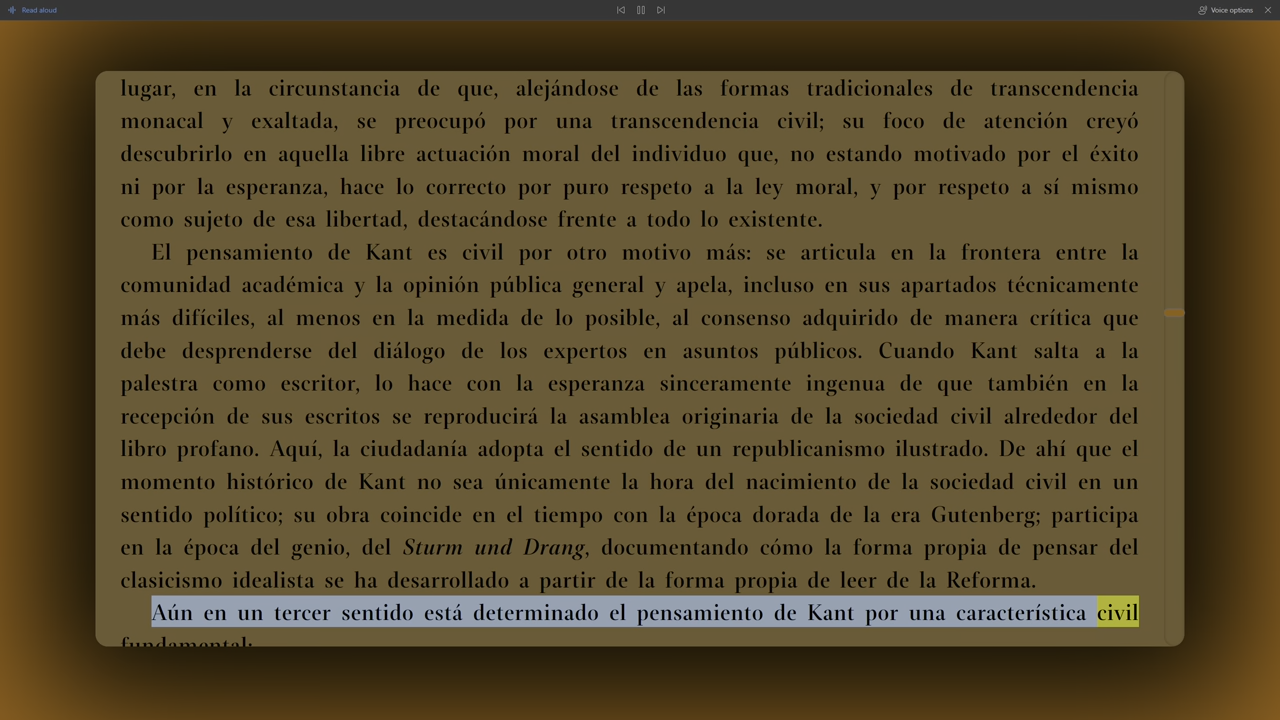 Read aloud
Voice options
lugar, en la circunstancia de que, alejándose de las formas tradicionales de transcendencia
monacal y exaltada, se preocupó por una transcendencia civil; su foco de atención creyó
descubrirlo en aquella libre actuación moral del individuo que, no estando motivado por el éxito
ni por la esperanza, hace lo correcto por puro respeto a la ley moral, y por respeto a sí mismo
como sujeto de esa libertad, destacándose frente a todo lo existente.
El pensamiento de Kant es civil por otro motivo más: se articula en la frontera entre la
comunidad académica y la opinión pública general y apela, incluso en sus apartados técnicamente
más difíciles, al menos en la medida de lo posible, al consenso adquirido de manera crítica que
debe desprenderse del diálogo de los expertos en asuntos públicos. Cuando Kant salta a la
palestra como escritor, lo hace con la esperanza sinceramente ingenua de que también en la
recepción de sus escritos se reproducirá la asamblea originaria de la sociedad civil alrededor del
libro profano. Aquí, la ciudadanía adopta el sentido de un republicanismo ilustrado. De ahí que el
momento histórico de Kant no sea únicamente la hora del nacimiento de la sociedad civil en un
sentido político; su obra coincide en el tiempo con la época dorada de la era Gutenberg; participa
en la época del genio, del Sturm und Drang, documentando cómo la forma propia de pensar del
clasicismo idealista se ha desarrollado a partir de la forma propia de leer de la Reforma.
Aún en un tercer sentido está determinado el pensamiento de Kant por una característica civil
fundamental: